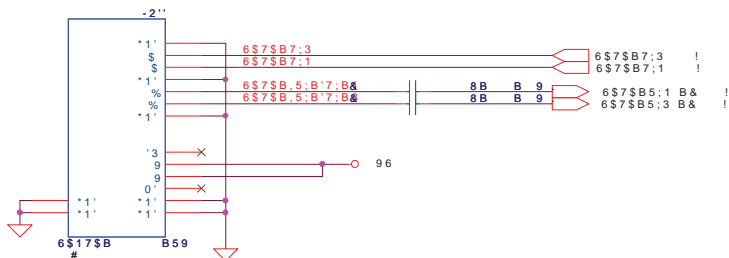 -2''
*1'
$
$
*1'
%
%
*1'
'3
9
9
0'
*1'
*1'
*1'
*1'
6$7$B7;3
6$7$B7;1
6$7$B,5;B'7;B
6$7$B,5;B'7;B
&
8B B 9
8B B 9
6$7$B7;3 !
6$7$B7;1 !
6$7$B5;1 B& !
6$7$B5;3 B& !
96
6$17$B B59
#